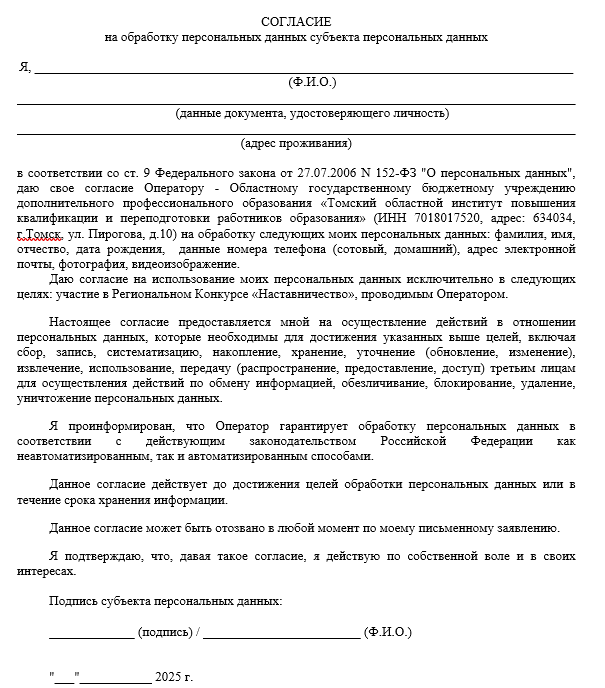 СОГЛАСИЕ
на обработку персональных данных субъекта персональных данных
Я, ______________________________________________________________________________________
(Ф.И.О.)
_________________________________________________________________________________________
(данные документа, удостоверяющего личность)
_________________________________________________________________________________________
(адрес проживания)
в соответствии со ст. 9 Федерального закона от 27.07.2006 N 152-ФЗ "О персональных данных",
даю свое согласие Оператору - Областному государственному бюджетному учреждению
дополнительного профессионального образования «Томский областной институт повышения
квалификации и переподготовки работников образования» (ИНН 7018017520, адрес: 634034,
г.Томск, ул. Пирогова, д.10) на обработку следующих моих персональных данных: фамилия, имя,
отчество, дата рождения, данные номера телефона (сотовый, домашний), адрес электронной
почты, фотография, видеоизображение.
Даю согласие на использование моих персональных данных исключительно в следующих
целях: участие в Региональном Конкурсе «Наставничество», проводимым Оператором.
Настоящее согласие предоставляется мной на осуществление действий в отношении
персональных данных, которые необходимы для достижения указанных выше целей, включая
сбор, запись, систематизацию, накопление, хранение, уточнение (обновление, изменение),
извлечение, использование, передачу (распространение, предоставление, доступ) третьим лицам
для осуществления действий по обмену информацией, обезличивание, блокирование, удаление,
уничтожение персональных данных.
Я проинформирован, что Оператор гарантирует обработку персональных данных в
соответствии с действующим законодательством Российской Федерации как
неавтоматизированным, так и автоматизированным способами.
Данное согласие действует до достижения целей обработки персональных данных или в
течение срока хранения информации.
Данное согласие может быть отозвано в любой момент по моему письменному заявлению.
Я подтверждаю, что, давая такое согласие, я действую по собственной воле и в своих
интересах.
Подпись субъекта персональных данных:
_____________ (подпись) / ________________________ (Ф.И.О.)
"___"___________ 2025 г.